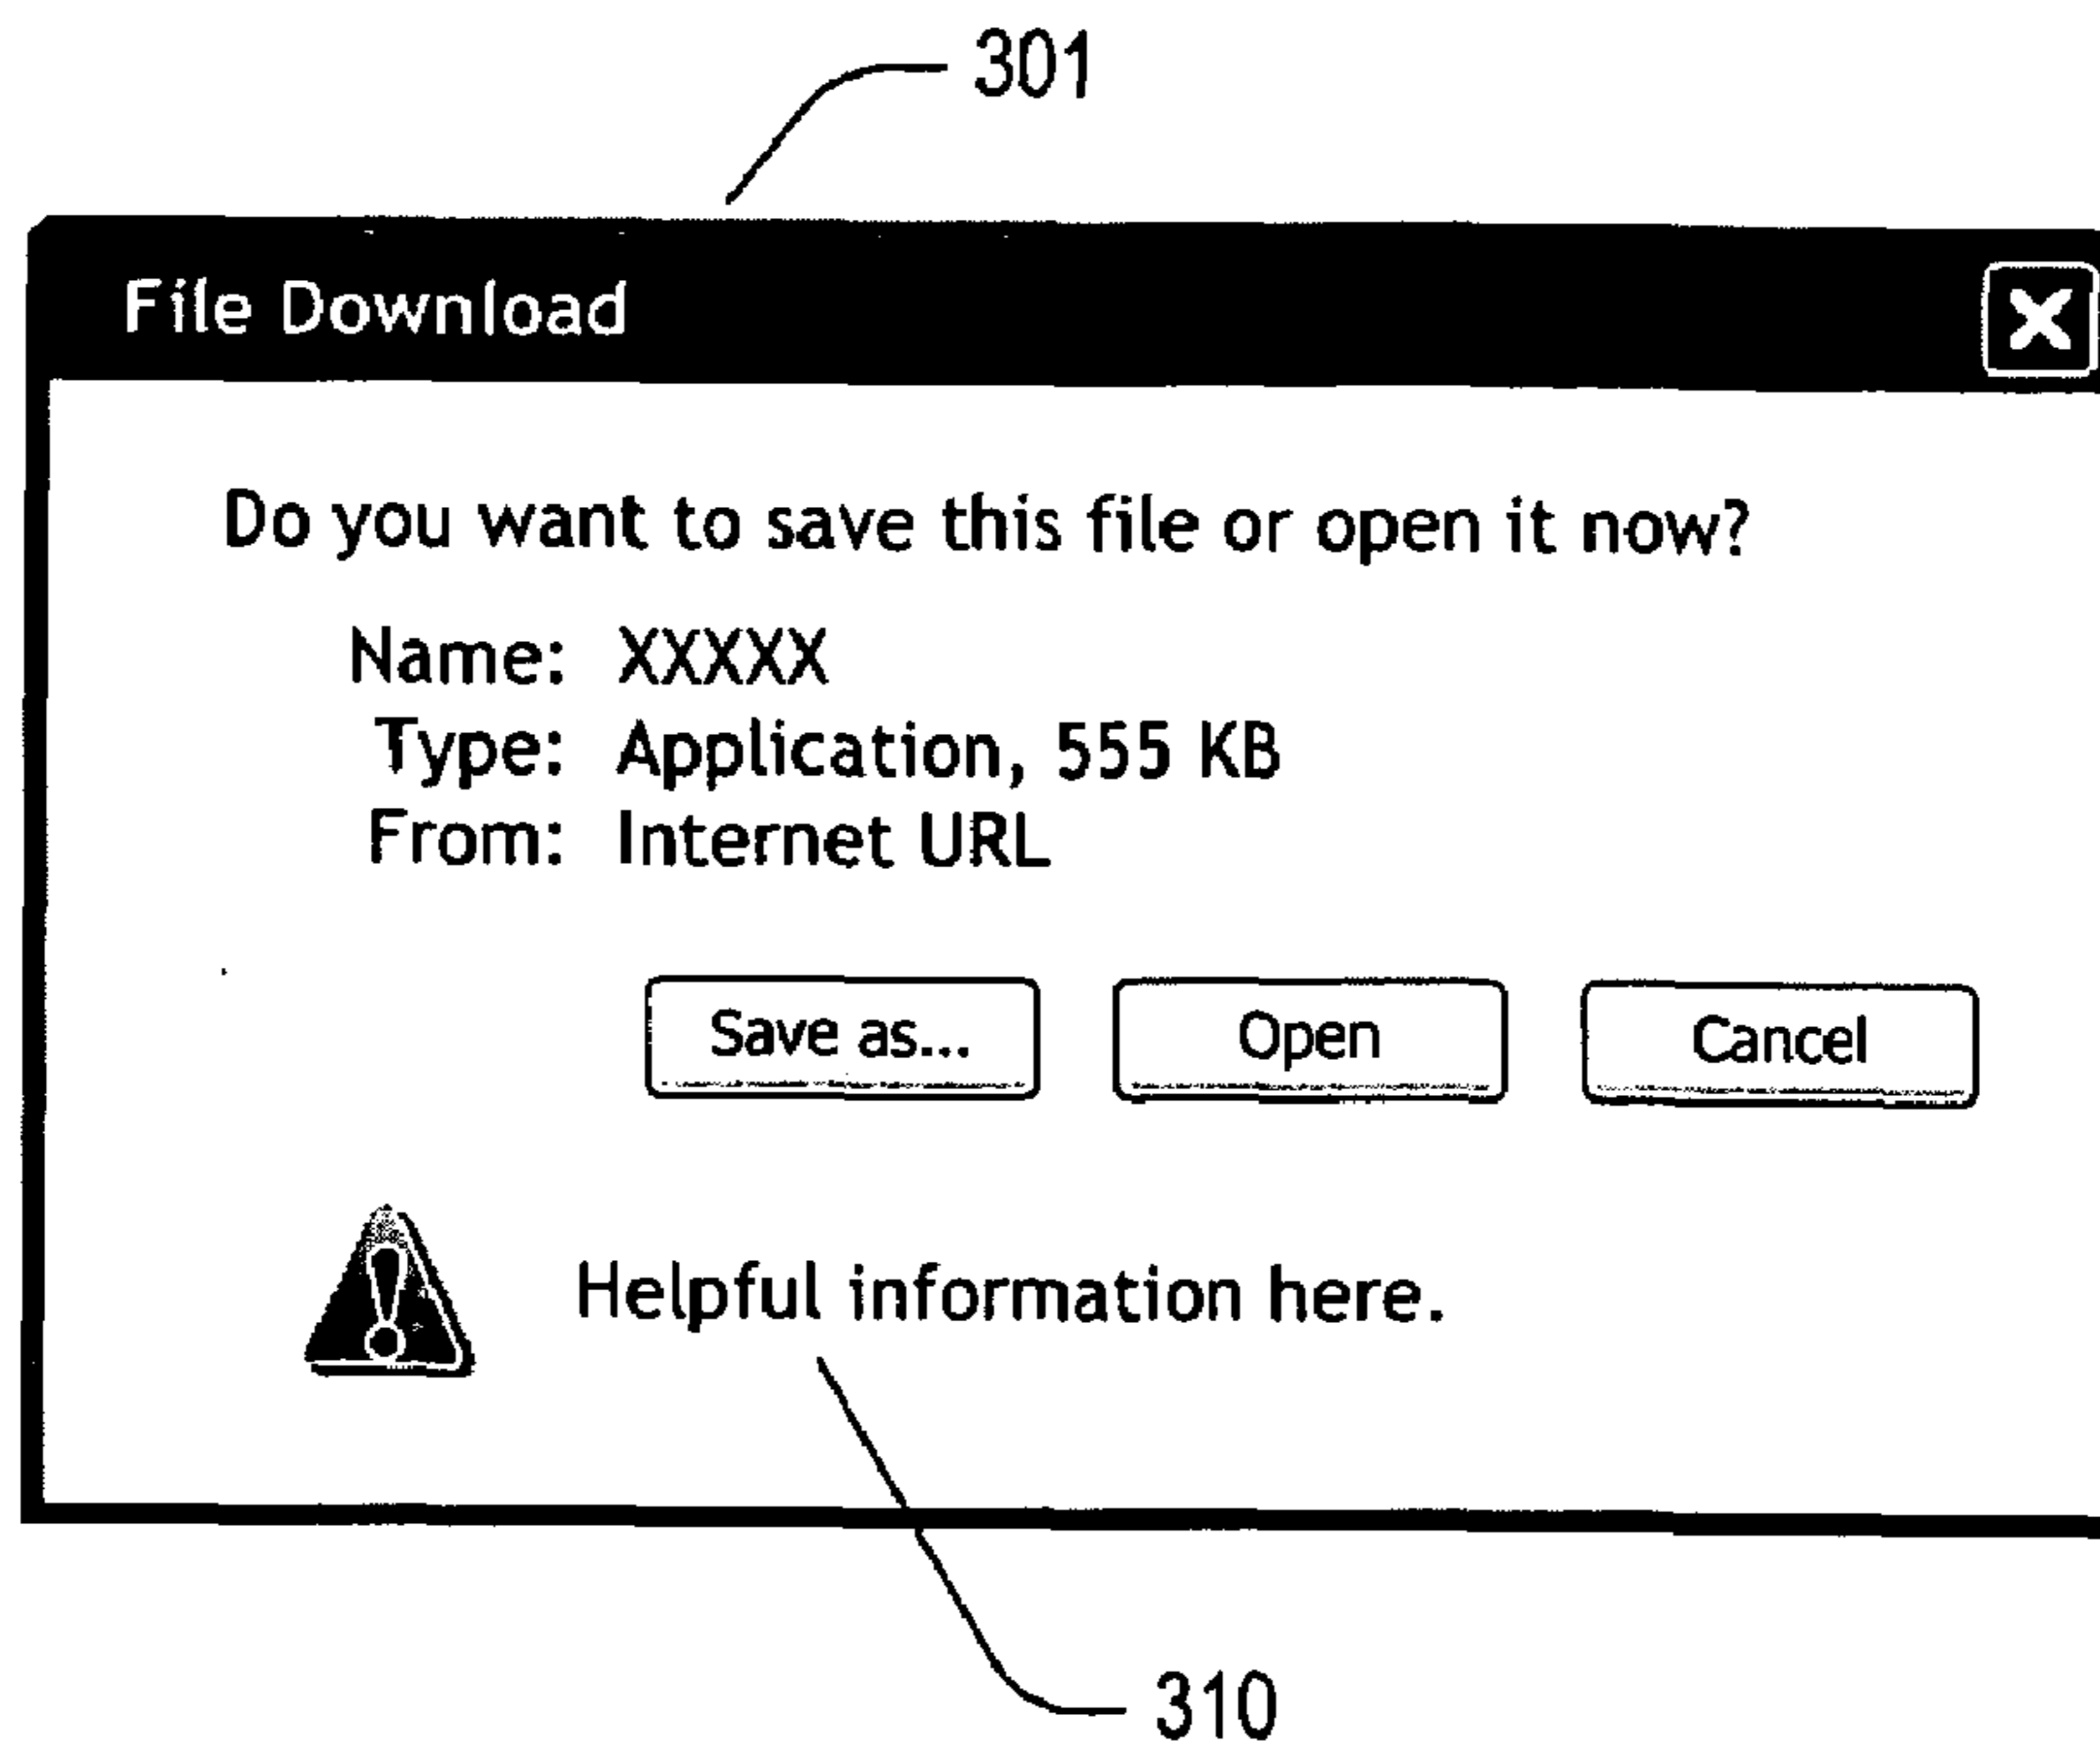 301
File Download
Do you want to save this file or open it now?
Name: XXXXX
Type: Application, 555 KB
From: Internet URL
Save as... Open Cancel
Helpful information here.
310